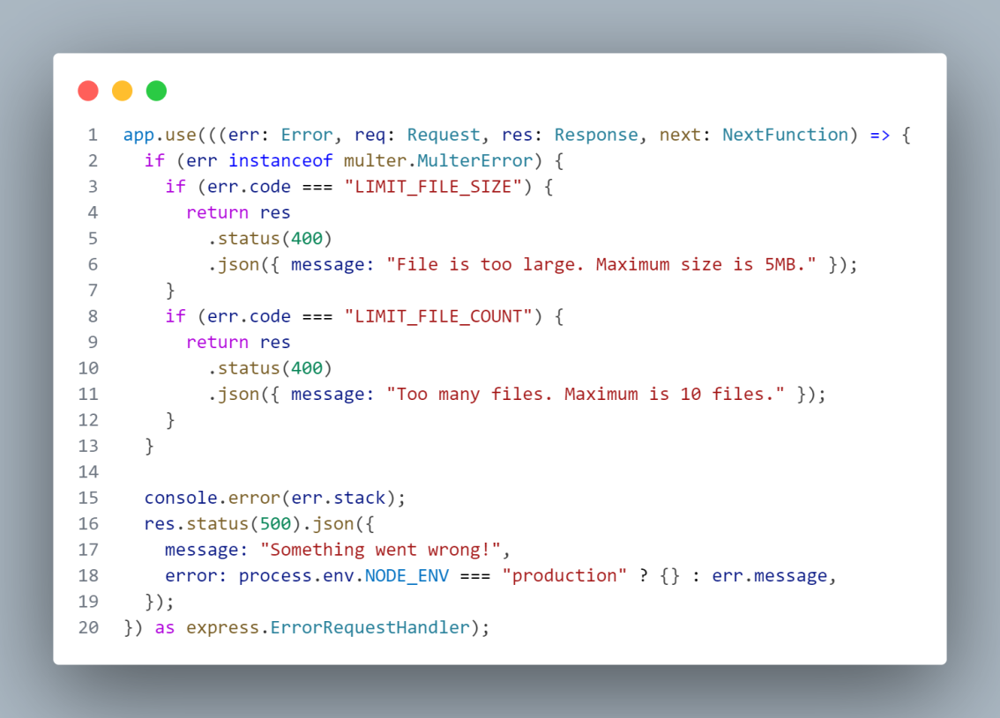 1 app.use(((err: Error, req: Request, res: Response, next: NextFunction) => {
2   if (err instanceof multer.MulterError) {
3     if (err.code === "LIMIT_FILE_SIZE") {
4       return res
5         .status(400)
6         .json({ message: "File is too large. Maximum size is 5MB." });
7     }
8     if (err.code === "LIMIT_FILE_COUNT") {
9       return res
10         .status(400)
11         .json({ message: "Too many files. Maximum is 10 files." });
12     }
13   }
14
15   console.error(err.stack);
16   res.status(500).json({
17     message: "Something went wrong!",
18     error: process.env.NODE_ENV === "production" ? {} : err.message,
19   });
20 }) as express.ErrorRequestHandler);